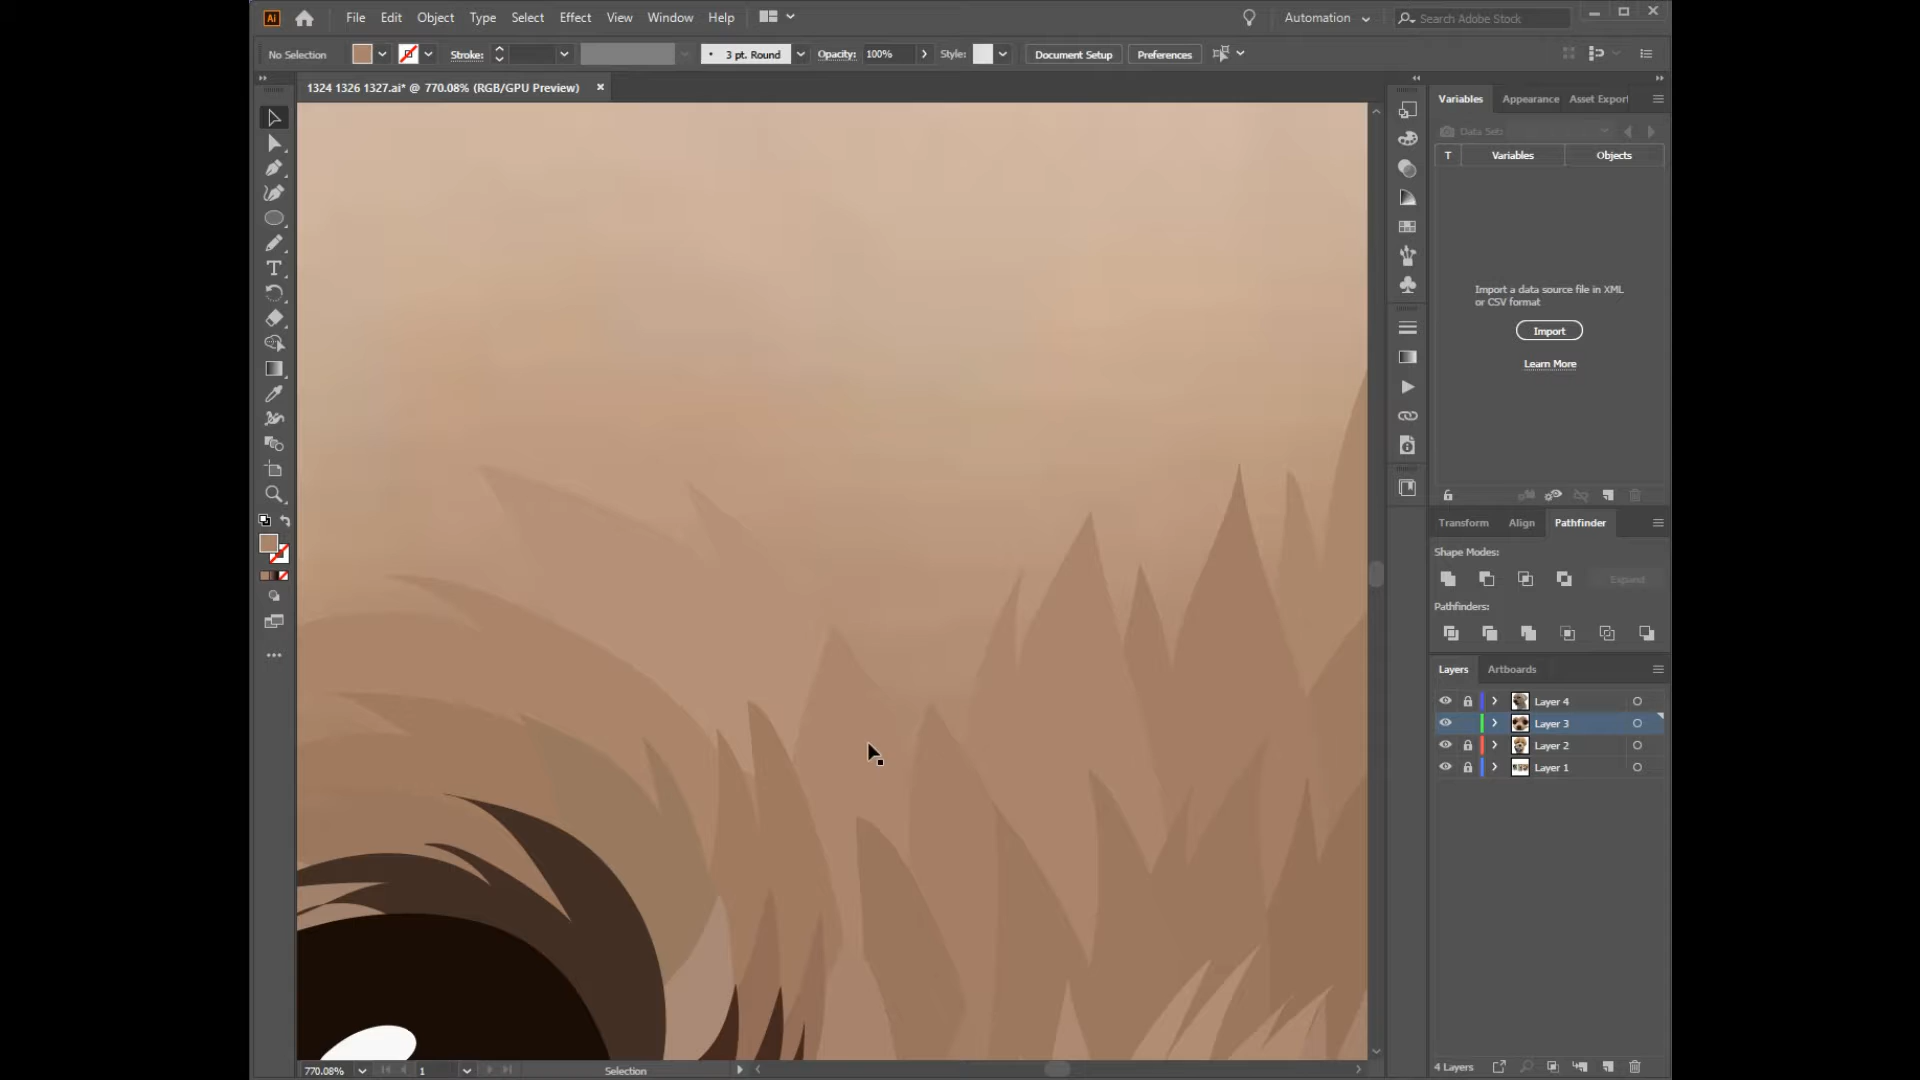 Ai File Edit Object Type Select Effect View Window Help Automation Search Adobe Stock
No Selection Stroke: 3 pt. Round Opacity: 100% Style: Document Setup Preferences
1324 1326 1327.ai* @ 770.08% (RGB/GPU Preview) ×
Variables Appearance Asset Export
Data Set:
T Variables Objects
Import a data source file in XML
or CSV format
Import
Learn More
Transform Align Pathfinder
Shape Modes:
Expand
Pathfinders:
Layers Artboards
Layer 4
Layer 3
Layer 2
Layer 1
770.08% 1 Selection 4 Layers